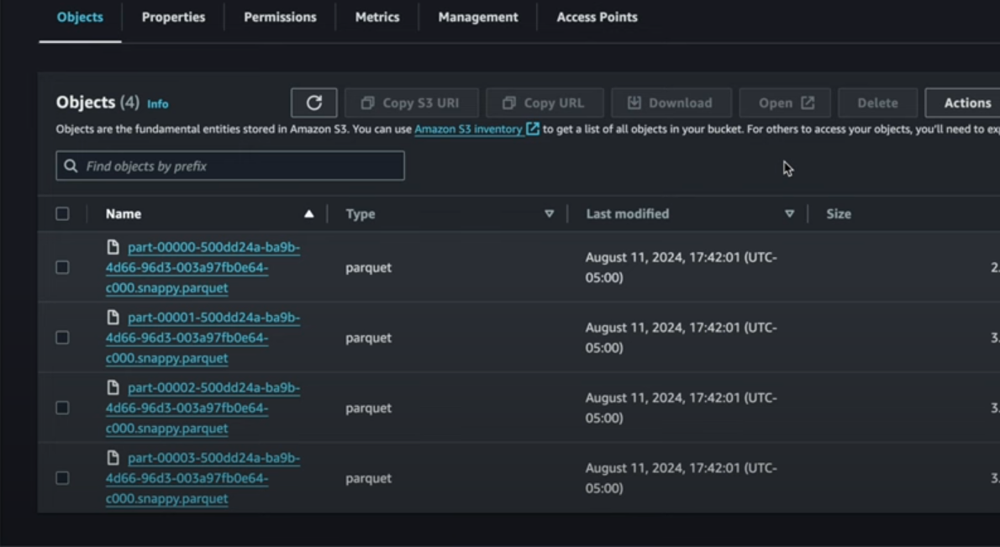 Objects Properties Permissions Metrics Management Access Points
Objects (4) Info Copy S3 URI Copy URL Download Open Delete Actions
Objects are the fundamental entities stored in Amazon S3. You can use Amazon S3 inventory to get a list of all objects in your bucket. For others to access your objects, you'll need to
Find objects by prefix
Name Type Last modified Size
part-00000-500dd24a-ba9b-
4d66-96d3-003a97fb0e64-
c000.snappy.parquet
parquet
August 11, 2024, 17:42:01 (UTC-
05:00)
2.
part-00001-500dd24a-ba9b-
4d66-96d3-003a97fb0e64-
c000.snappy.parquet
parquet
August 11, 2024, 17:42:01 (UTC-
05:00)
3.
part-00002-500dd24a-ba9b-
4d66-96d3-003a97fb0e64-
c000.snappy.parquet
parquet
August 11, 2024, 17:42:01 (UTC-
05:00)
3.
part-00003-500dd24a-ba9b-
4d66-96d3-003a97fb0e64-
c000.snappy.parquet
parquet
August 11, 2024, 17:42:01 (UTC-
05:00)
3.